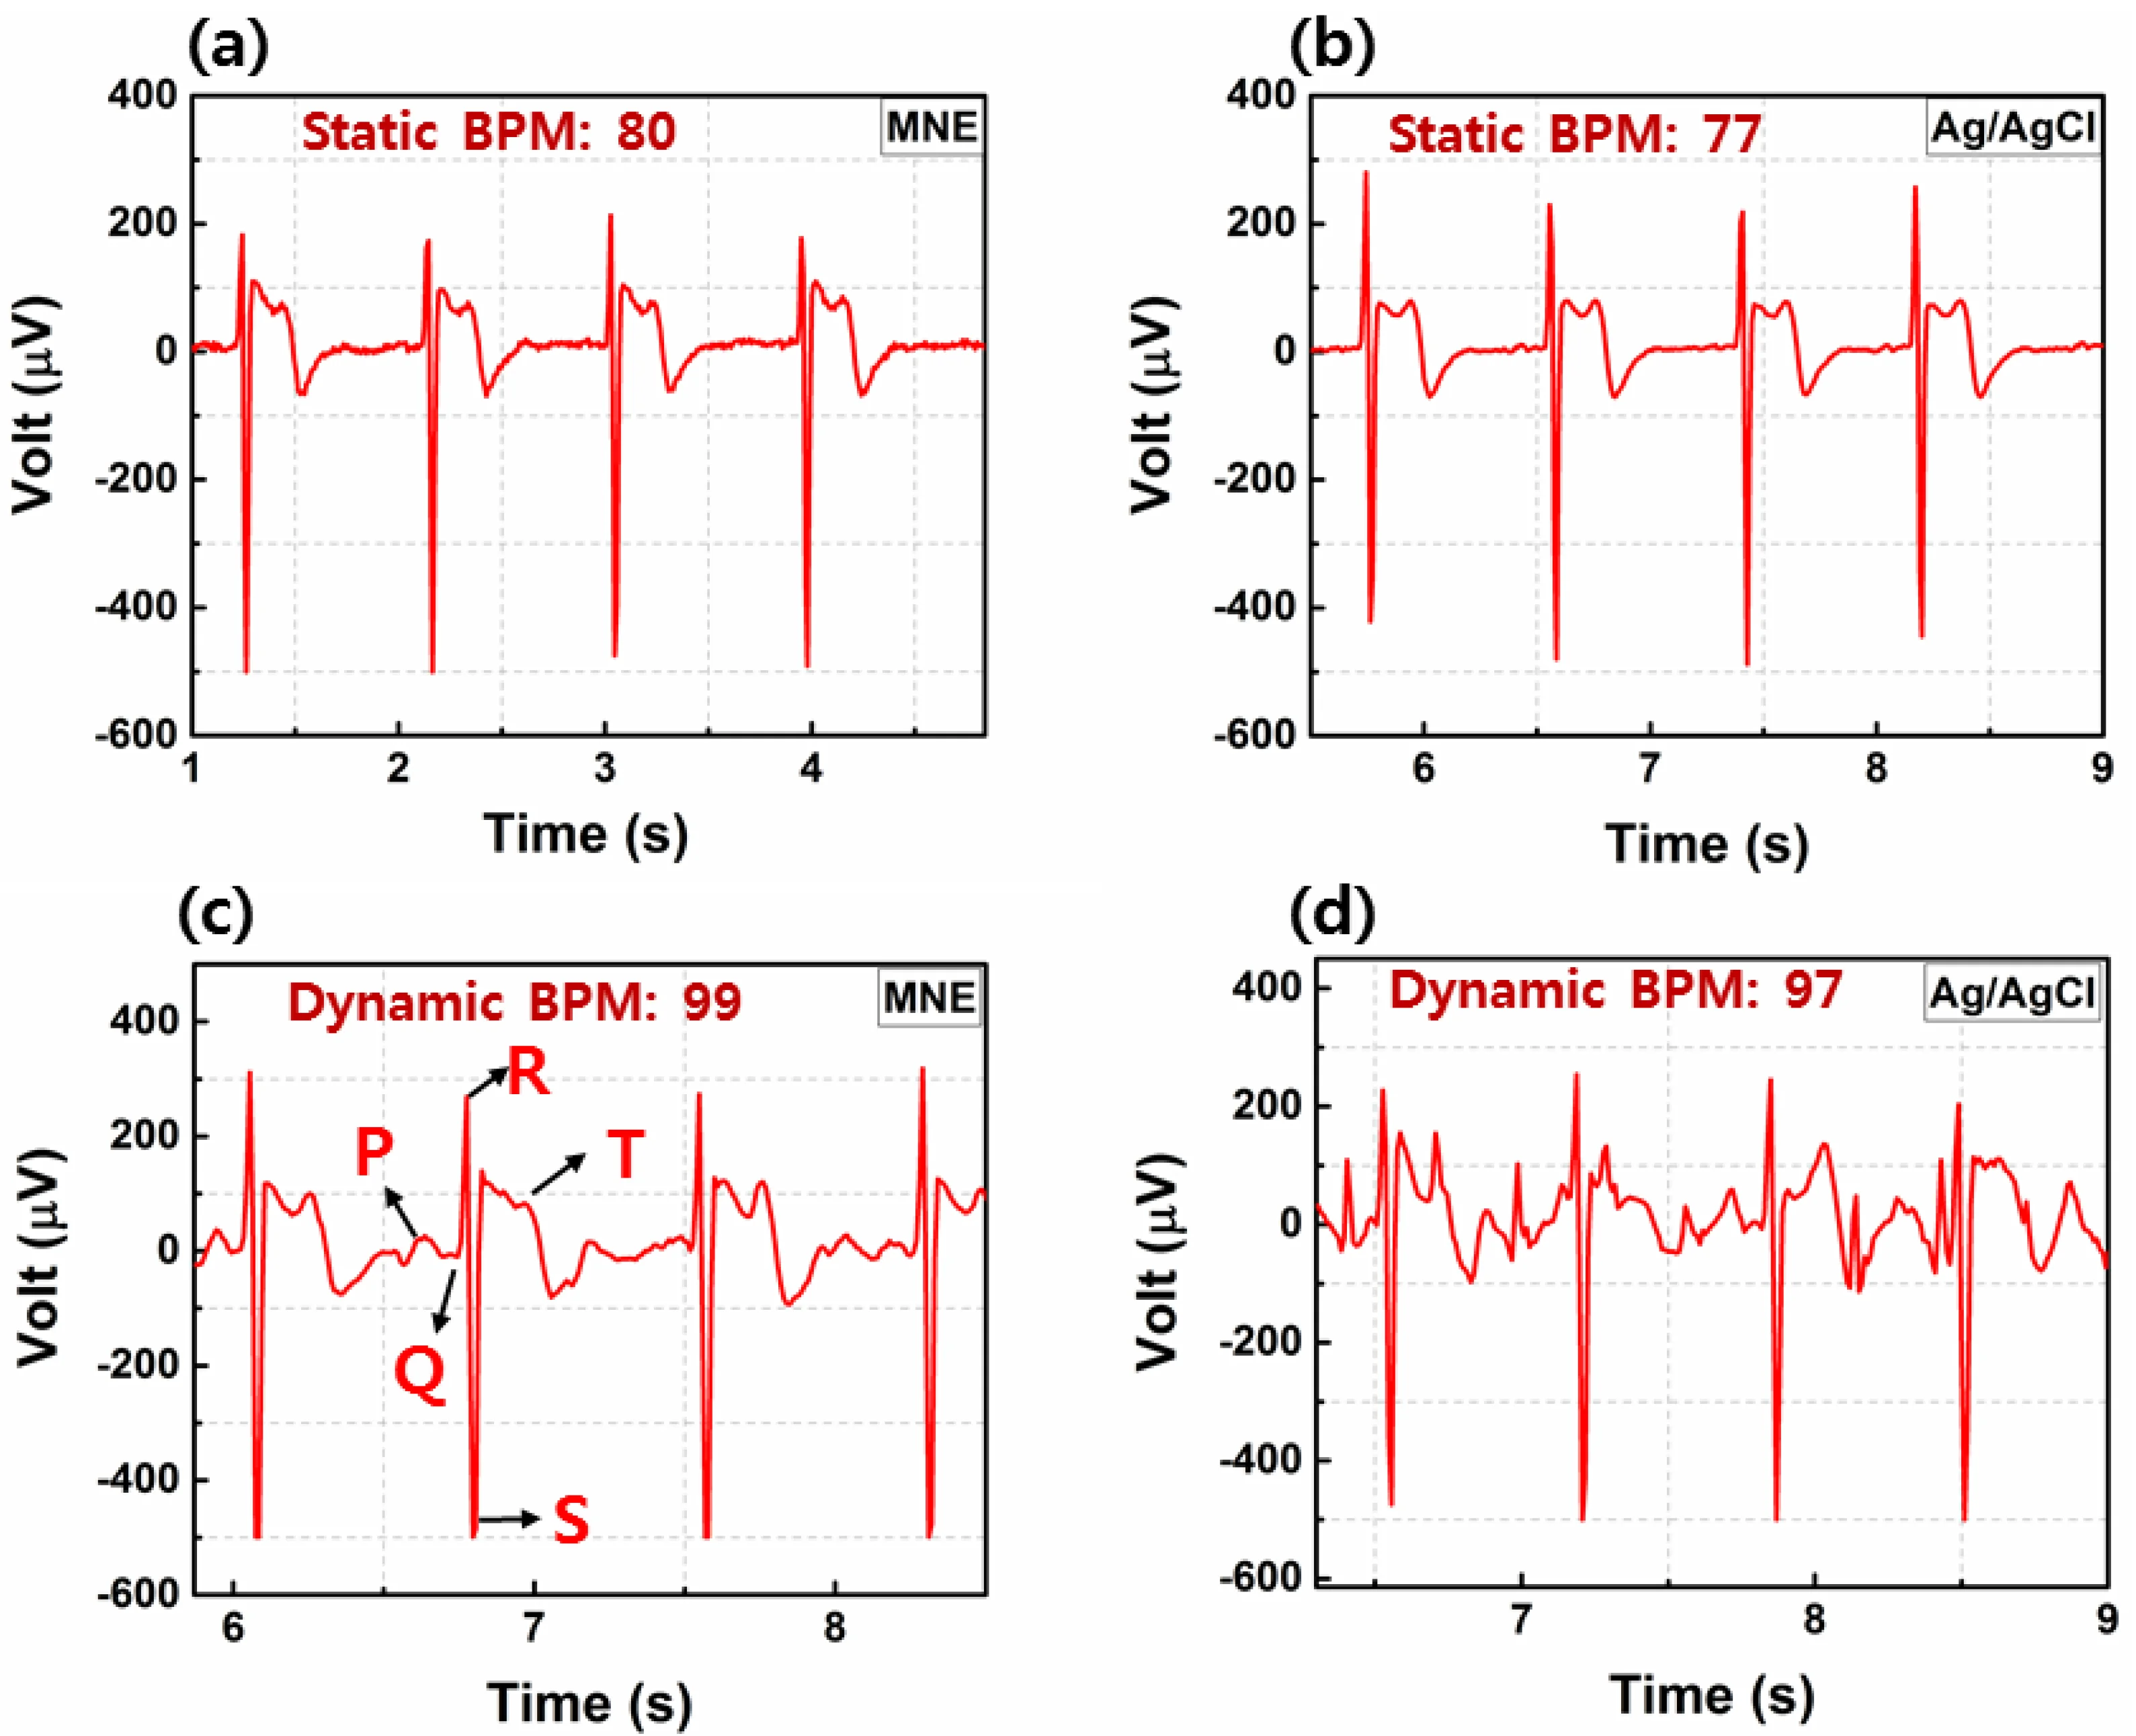 (a)
Static BPM: 80
MNE
400
200
0
-200
-400
-600
Volt (μV)
1 2 3 4
Time (s)
(b)
Static BPM: 77
Ag/AgCl
400
200
0
-200
-400
-600
Volt (μV)
6 7 8 9
Time (s)
(c)
Dynamic BPM: 99
MNE
400
200
0
-200
-400
-600
Volt (μV)
R
P
T
Q
S
6 7 8
Time (s)
(d)
Dynamic BPM: 97
Ag/AgCl
400
200
0
-200
-400
-600
Volt (μV)
7 8 9
Time (s)